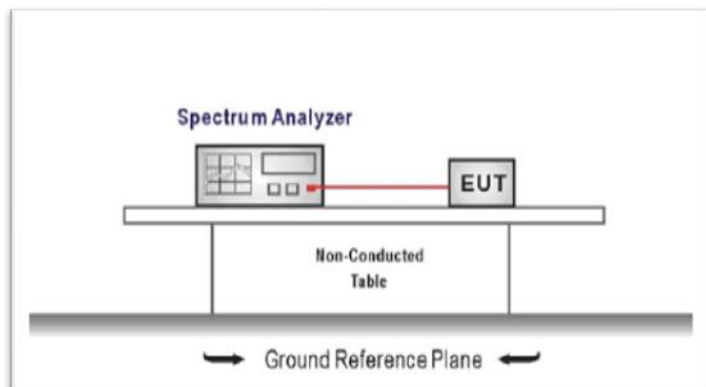 Spectrum Analyzer
EUT
Non-Conducted
Table
Ground Reference Plane